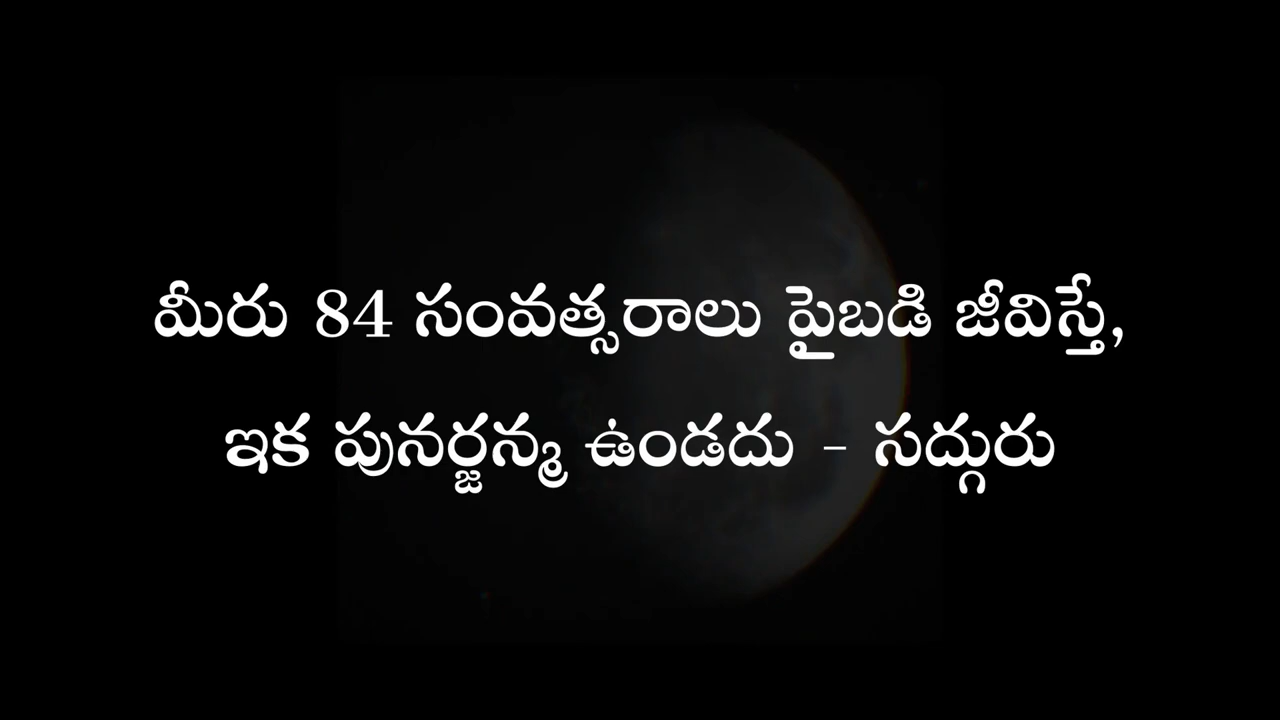 మీరు 84 సంవత్సరాలు పైబడి జీవిస్తే,
ఇక పునర్జన్మ ఉండదు - సద్గురు